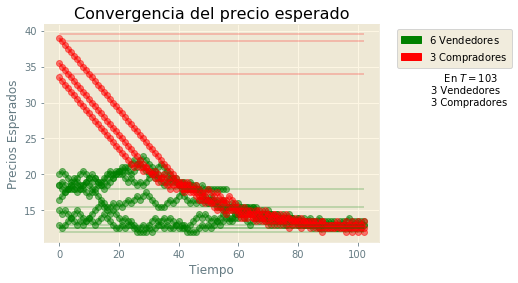 Convergencia del precio esperado
40
35
30
25
20
15
Precios Esperados
0 20 40 60 80 100
Tiempo
6 Vendedores
3 Compradores
En T = 103
3 Vendedores
3 Compradores